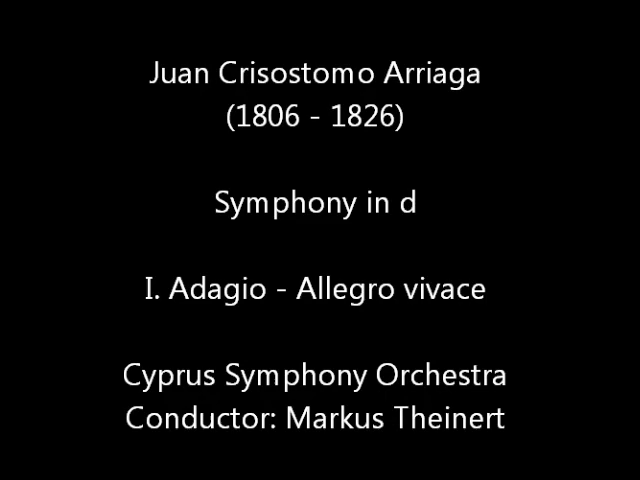 Juan Crisostomo Arriaga
(1806 - 1826)
Symphony in d
I. Adagio - Allegro vivace
Cyprus Symphony Orchestra
Conductor: Markus Theinert